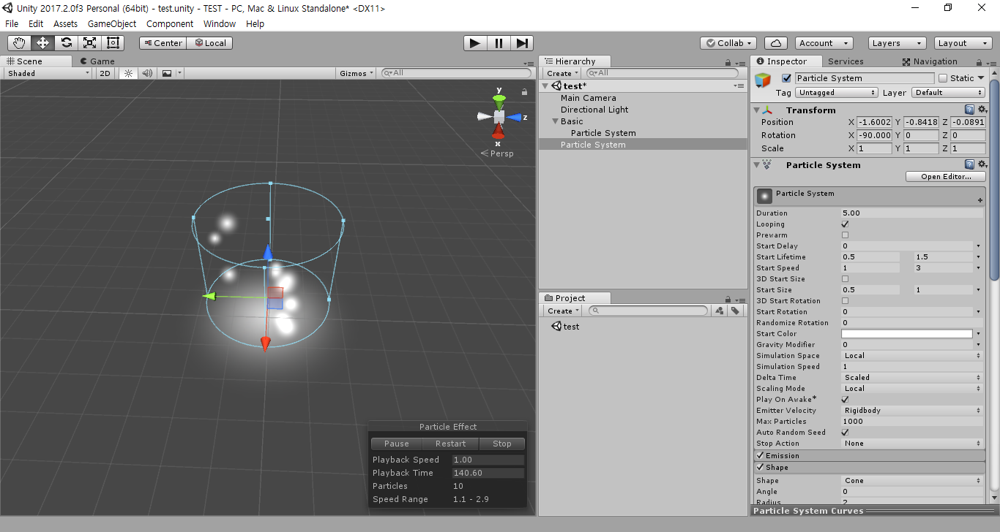 Unity 2017.2.0f3 Personal (64bit) - test.unity - TEST - PC, Mac & Linux Standalone* <DX11>
File Edit Assets GameObject Component Window Help
Center Local Collab Account Layers Layout
Scene Game
Shaded 2D Gizmos All
y
z
x
Persp
Particle Effect
Pause Restart Stop
Playback Speed 1.00
Playback Time 140.60
Particles 10
Speed Range 1.1 - 2.9
Hierarchy
Create All
test*
Main Camera
Directional Light
Basic
Particle System
Particle System
Project
Create
test
Inspector Services Navigation
Particle System Static
Tag Untagged Layer Default
Transform
Position X -1.6002 Y -0.8418 Z -0.0891
Rotation X -90.000 Y 0 Z 0
Scale X 1 Y 1 Z 1
Particle System
Open Editor...
Particle System
Duration 5.00
Looping
Prewarm
Start Delay 0
Start Lifetime 0.5 1.5
Start Speed 1 3
3D Start Size
Start Size 0.5 1
3D Start Rotation
Start Rotation 0
Randomize Rotation 0
Start Color
Gravity Modifier 0
Simulation Space Local
Simulation Speed 1
Delta Time Scaled
Scaling Mode Local
Play On Awake*
Emitter Velocity Rigidbody
Max Particles 1000
Auto Random Seed
Stop Action None
Emission
Shape
Shape Cone
Angle 0
Radius 2
Particle System Curves